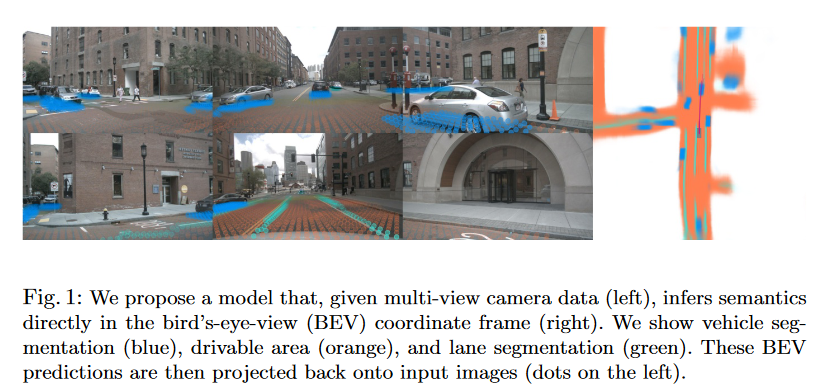 Fig. 1: We propose a model that, given multi-view camera data (left), infers semantics
directly in the bird's-eye-view (BEV) coordinate frame (right). We show vehicle seg-
mentation (blue), drivable area (orange), and lane segmentation (green). These BEV
predictions are then projected back onto input images (dots on the left).